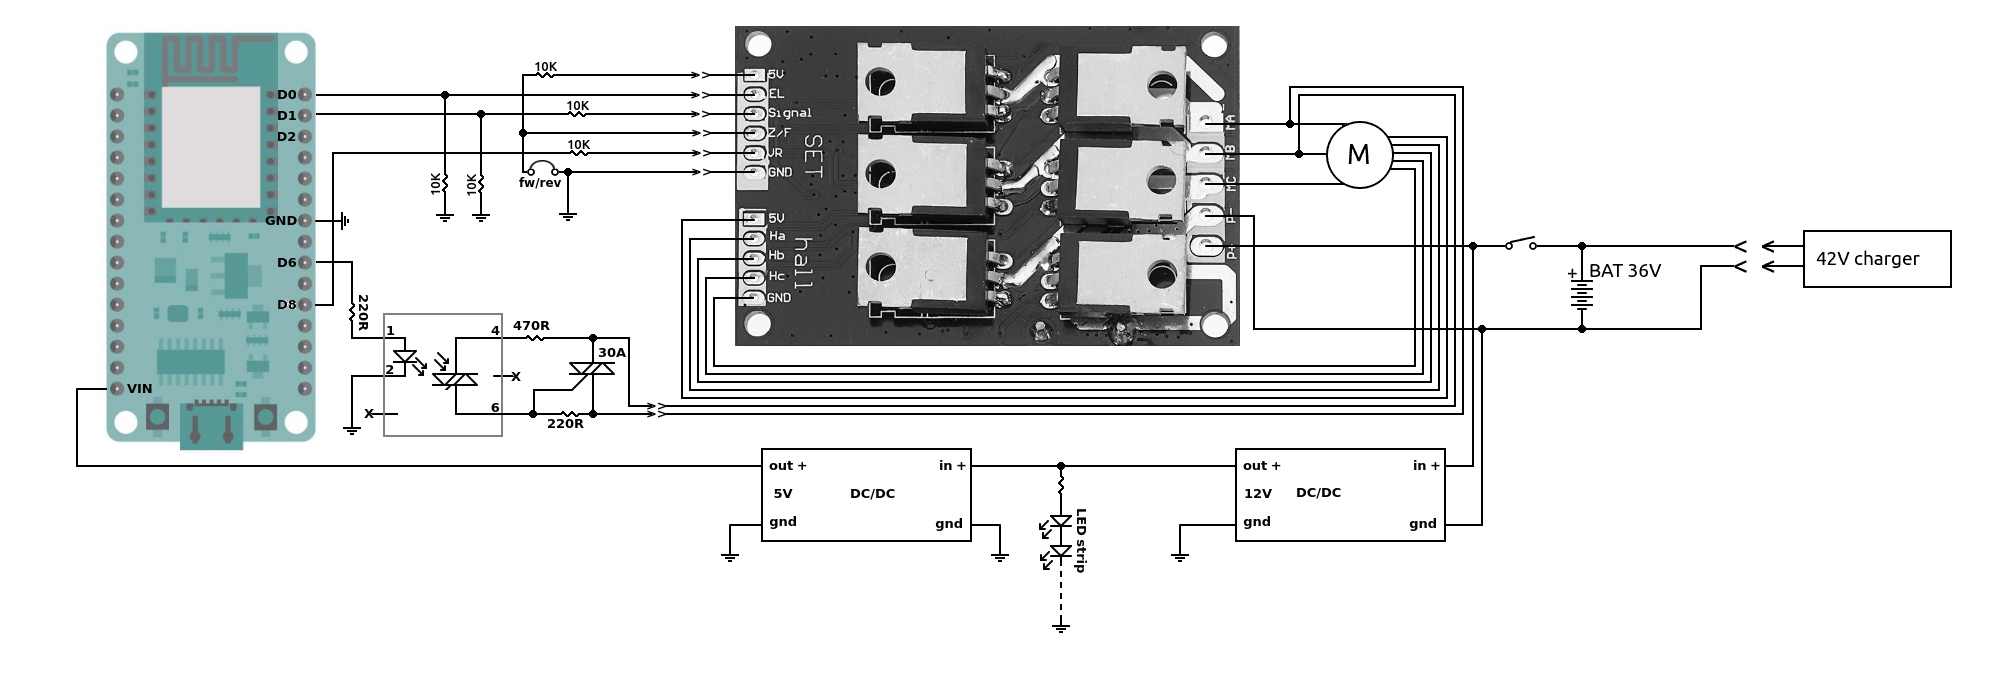 D0
D1
D2
GND
D6
D8
VIN
10K
10K
10K
10K
10K
fw/rev
220R
1
2
4
6
X
X
470R
30A
220R
5V
EL
Signal
Z/F
VR
GND
SET
5V
Ha
Hb
Hc
GND
hall
MA
MB
MC
P-
P+
M
+
BAT 36V
42V charger
out +
in +
5V
DC/DC
gnd
gnd
LED strip
out +
in +
12V
DC/DC
gnd
gnd